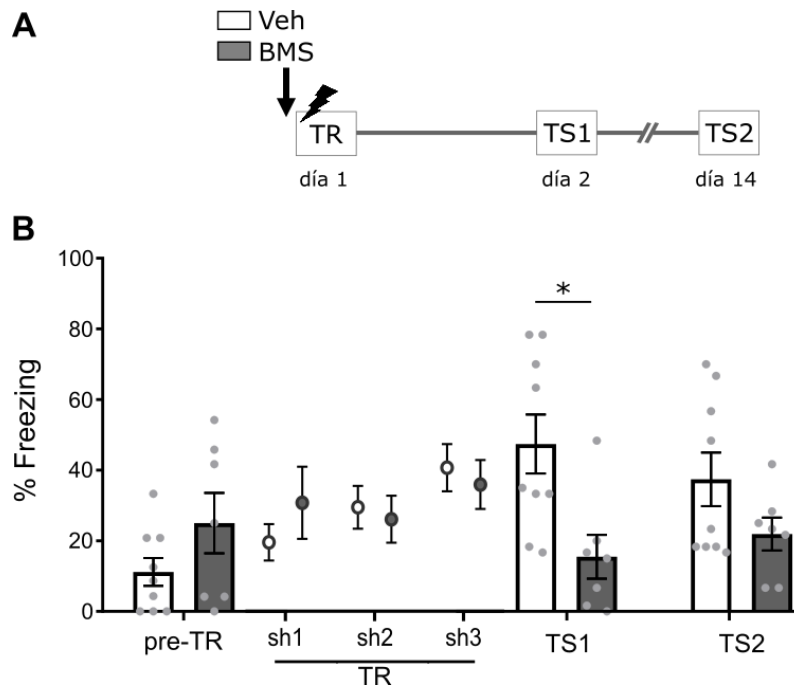 A
Veh
BMS
TR
TS1
TS2
día 1
día 2
día 14
B
% Freezing
100
80
60
40
20
0
*
pre-TR
sh1
sh2
sh3
TR
TS1
TS2